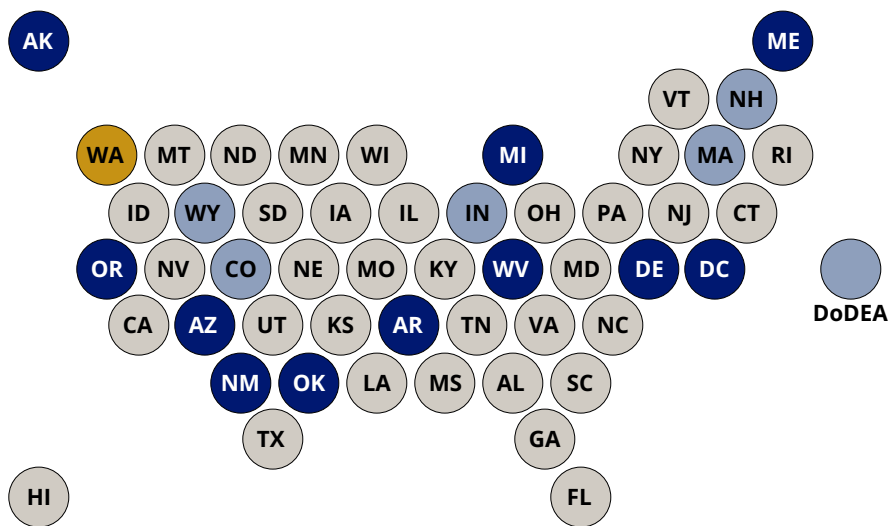 AK ME
VT NH
WA MT ND MN WI MI NY MA RI
ID WY SD IA IL IN OH PA NJ CT
OR NV CO NE MO KY WV MD DE DC
DoDEA
CA AZ UT KS AR TN VA NC
NM OK LA MS AL SC
TX GA
HI FL